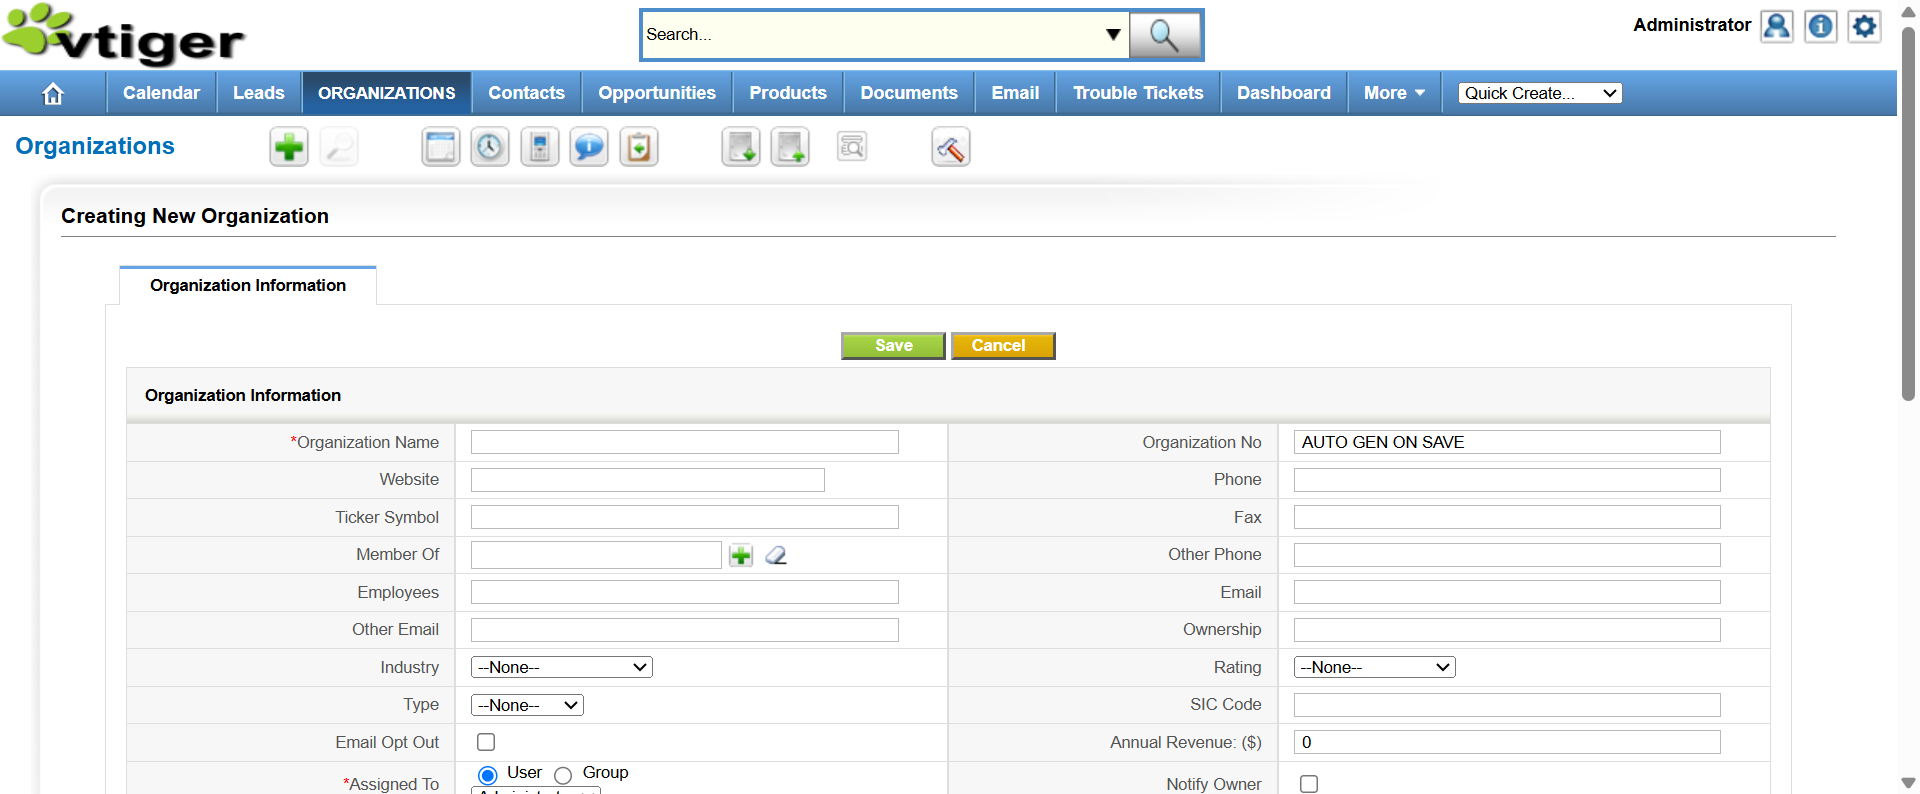 vtiger
Search...
Administrator
Calendar
Leads
ORGANIZATIONS
Contacts
Opportunities
Products
Documents
Email
Trouble Tickets
Dashboard
More
Quick Create...
Organizations
Creating New Organization
Organization Information
Save
Cancel
Organization Information
*Organization Name
Organization No
AUTO GEN ON SAVE
Website
Phone
Ticker Symbol
Fax
Member Of
Other Phone
Employees
Email
Other Email
Ownership
Industry
--None--
Rating
--None--
Type
--None--
SIC Code
Email Opt Out
Annual Revenue: ($)
0
*Assigned To
User
Group
Notify Owner